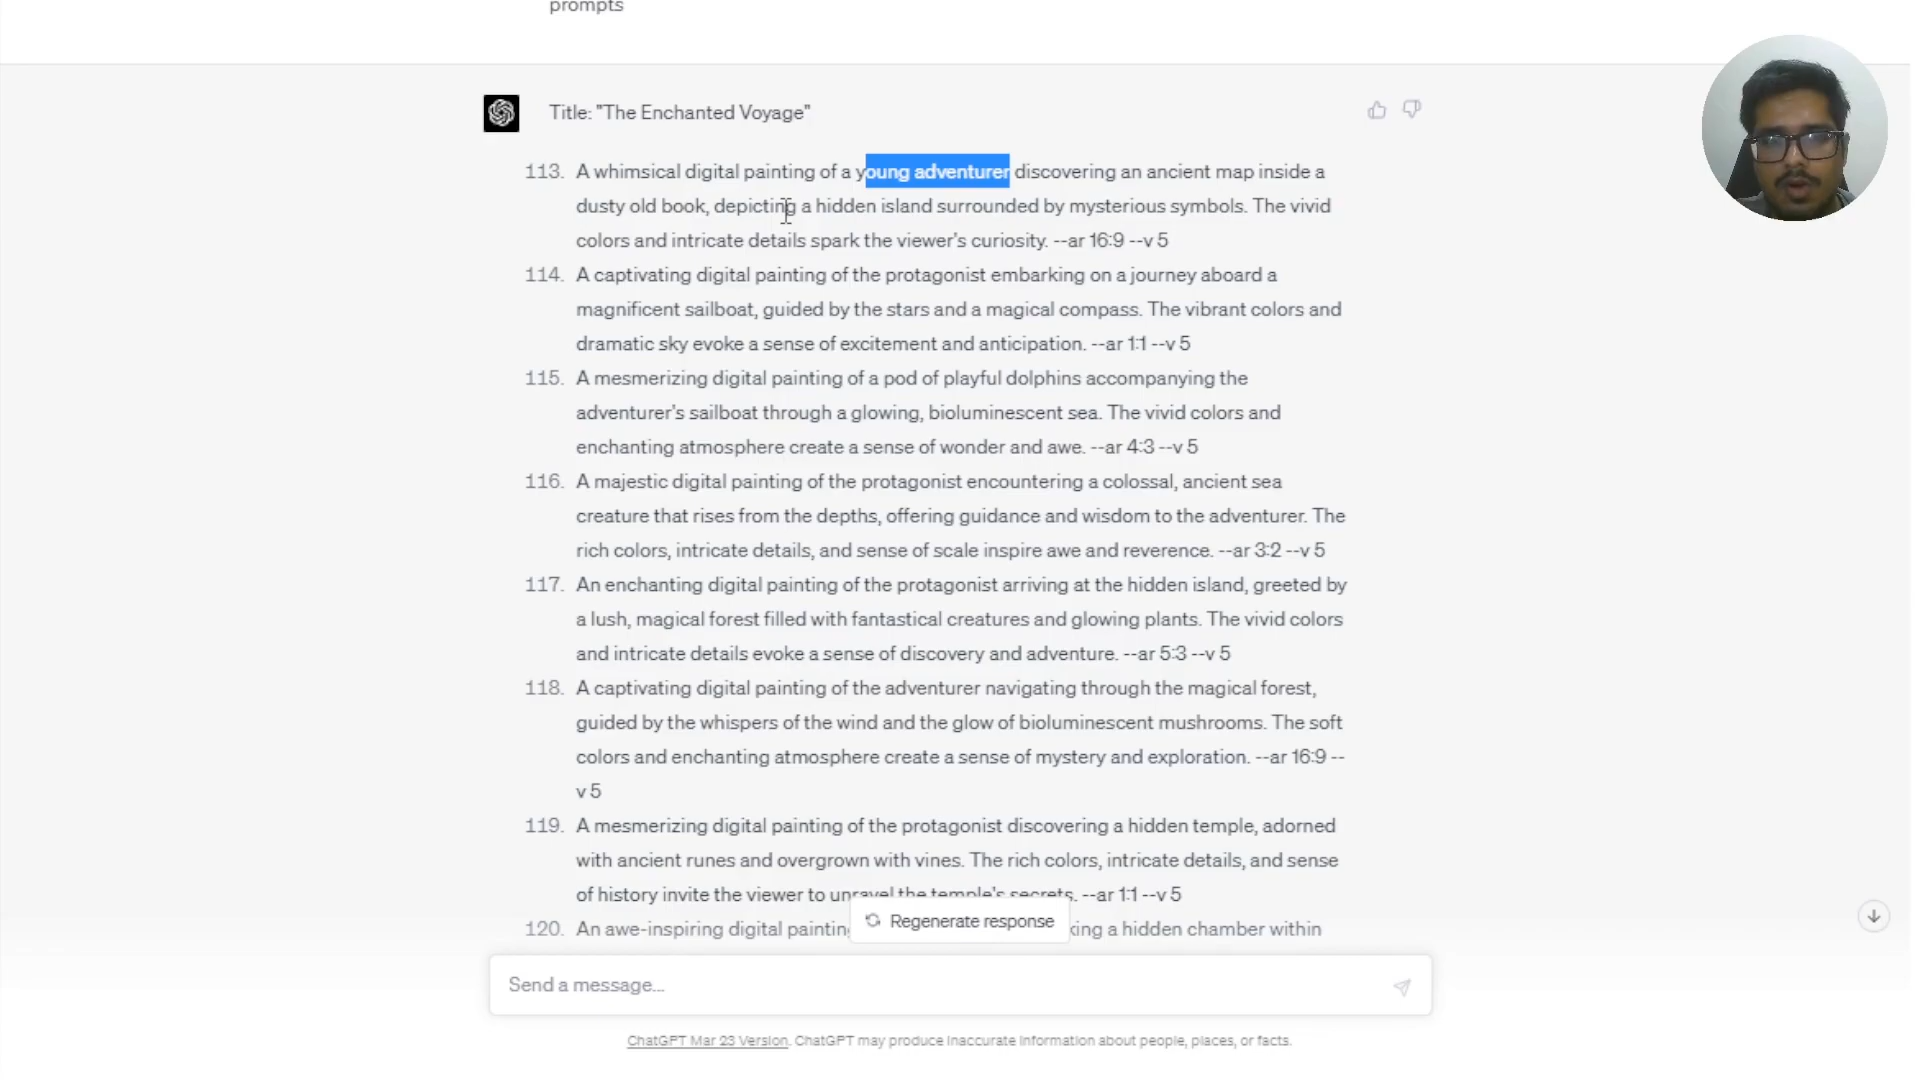 prompts
Title: "The Enchanted Voyage"
113. A whimsical digital painting of a young adventurer discovering an ancient map inside a
dusty old book, depicting a hidden island surrounded by mysterious symbols. The vivid
colors and intricate details spark the viewer's curiosity. --ar 16:9 --v 5
114. A captivating digital painting of the protagonist embarking on a journey aboard a
magnificent sailboat, guided by the stars and a magical compass. The vibrant colors and
dramatic sky evoke a sense of excitement and anticipation. --ar 1:1 --v 5
115. A mesmerizing digital painting of a pod of playful dolphins accompanying the
adventurer's sailboat through a glowing, bioluminescent sea. The vivid colors and
enchanting atmosphere create a sense of wonder and awe. --ar 4:3 --v 5
116. A majestic digital painting of the protagonist encountering a colossal, ancient sea
creature that rises from the depths, offering guidance and wisdom to the adventurer. The
rich colors, intricate details, and sense of scale inspire awe and reverence. --ar 3:2 --v 5
117. An enchanting digital painting of the protagonist arriving at the hidden island, greeted by
a lush, magical forest filled with fantastical creatures and glowing plants. The vivid colors
and intricate details evoke a sense of discovery and adventure. --ar 5:3 --v 5
118. A captivating digital painting of the adventurer navigating through the magical forest,
guided by the whispers of the wind and the glow of bioluminescent mushrooms. The soft
colors and enchanting atmosphere create a sense of mystery and exploration. --ar 16:9 --
v 5
119. A mesmerizing digital painting of the protagonist discovering a hidden temple, adorned
with ancient runes and overgrown with vines. The rich colors, intricate details, and sense
of history invite the viewer to unravel the temple's secrets. --ar 1:1 --v 5
120. An awe-inspiring digital painting king a hidden chamber within
Regenerate response
Send a message...
ChatGPT Mar 23 Version. ChatGPT may produce inaccurate information about people, places, or facts.